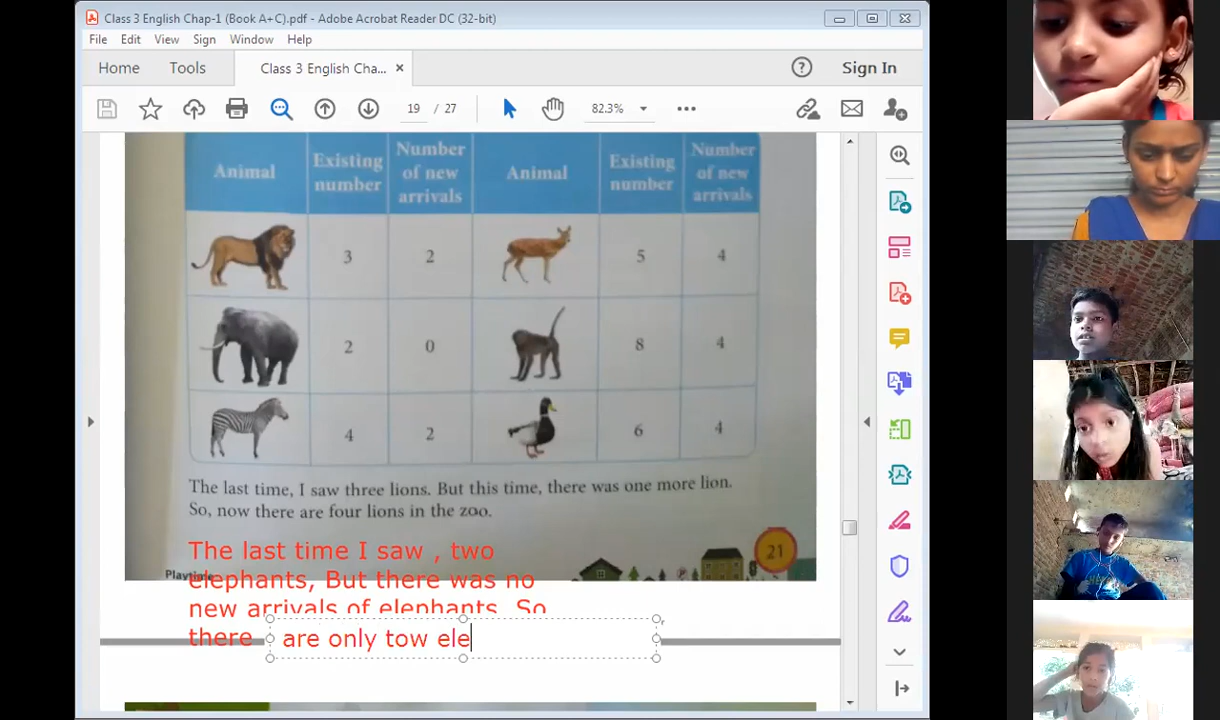 Class 3 English Chap-1 (Book A+C).pdf - Adobe Acrobat Reader DC (32-bit)
File Edit View Sign Window Help
Home Tools Class 3 English Cha... × Sign In
19 / 27 82.3%
Animal Existing number Number of new arrivals Animal Existing number Number of new arrivals
3 2 5 4
2 0 8 4
4 2 6 4
The last time, I saw three lions. But this time, there was one more lion.
So, now there are four lions in the zoo.
21
Playtime
The last time I saw , two
elephants, But there was no
new arrivals of elephants. So
there are only tow ele